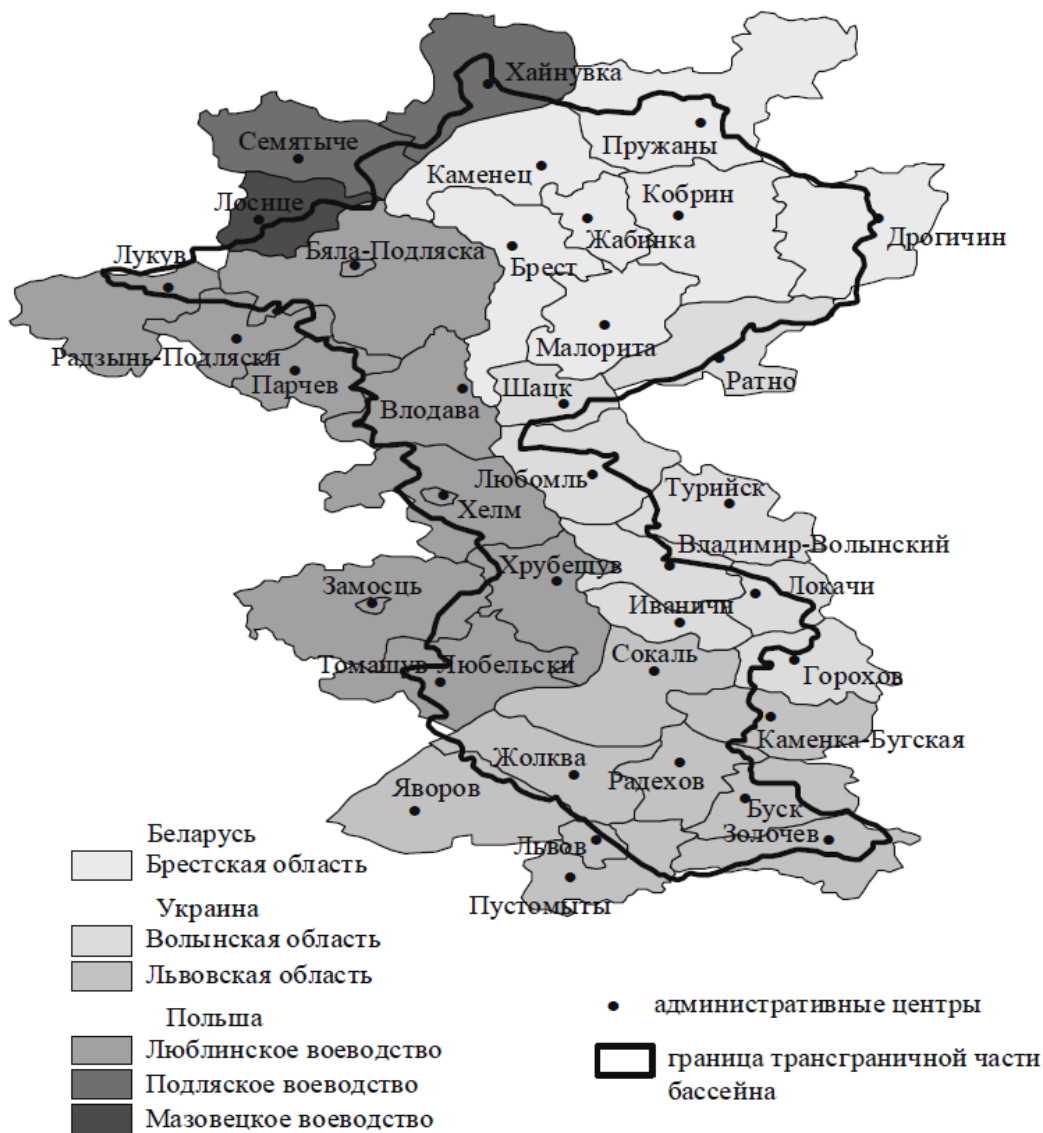 Хайнувка
Семятыче
Пружаны
Каменец
Кобрин
Лосице
Жабинка
Дрогичин
Лукув
Бяла-Подляска
Брест
Малорита
Радзынь-Подляски
Парчев
Шацк
Ратно
Влодава
Любомль
Турийск
Хелм
Владимир-Волынский
Хрубешув
Замосць
Локачи
Иваничи
Сокаль
Томашув-Любельски
Горохов
Каменка-Бугская
Жолква
Радехов
Яворов
Буск
Золочев
Львов
Пустомыты
Беларусь
Брестская область
Украина
Волынская область
Львовская область
Польша
Люблинское воеводство
Подляское воеводство
Мазовецкое воеводство
административные центры
граница трансграничной части
бассейна